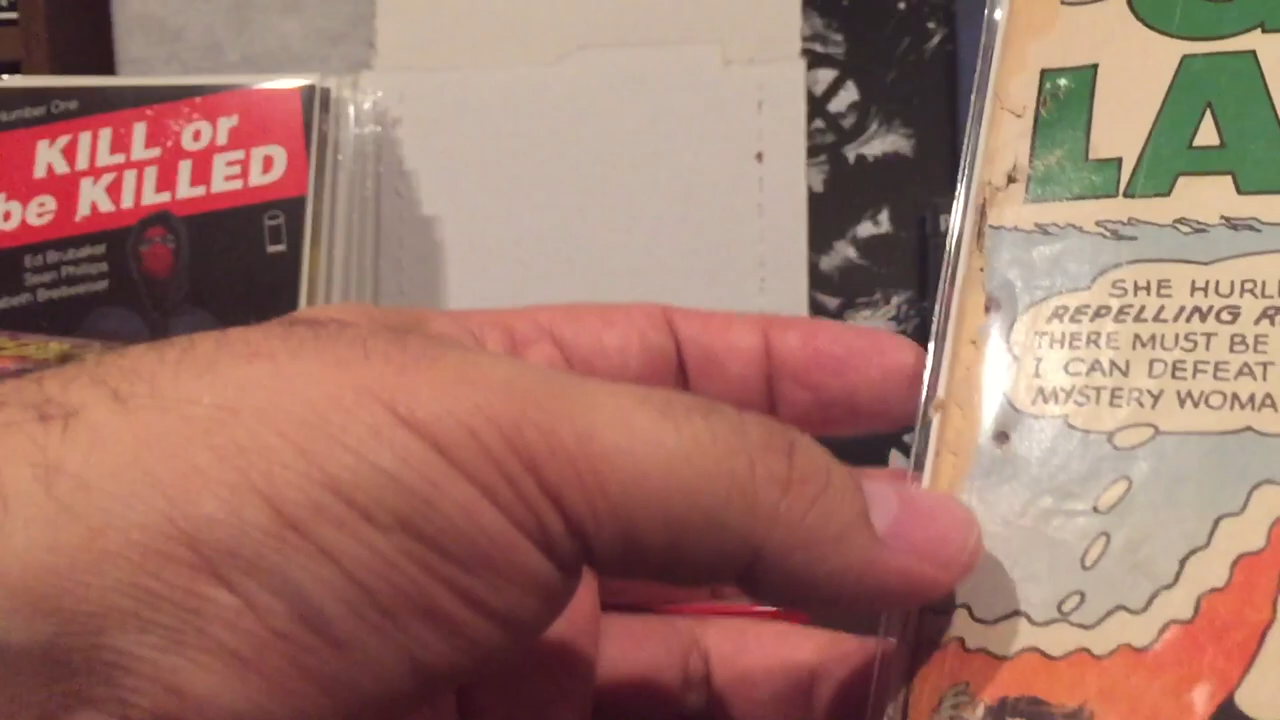 Number One
KILL or
be KILLED
Ed Brubaker
Sean Phillips
Breitweiser
LA
SHE HURL
REPELLING R
THERE MUST BE
I CAN DEFEAT
MYSTERY WOMA